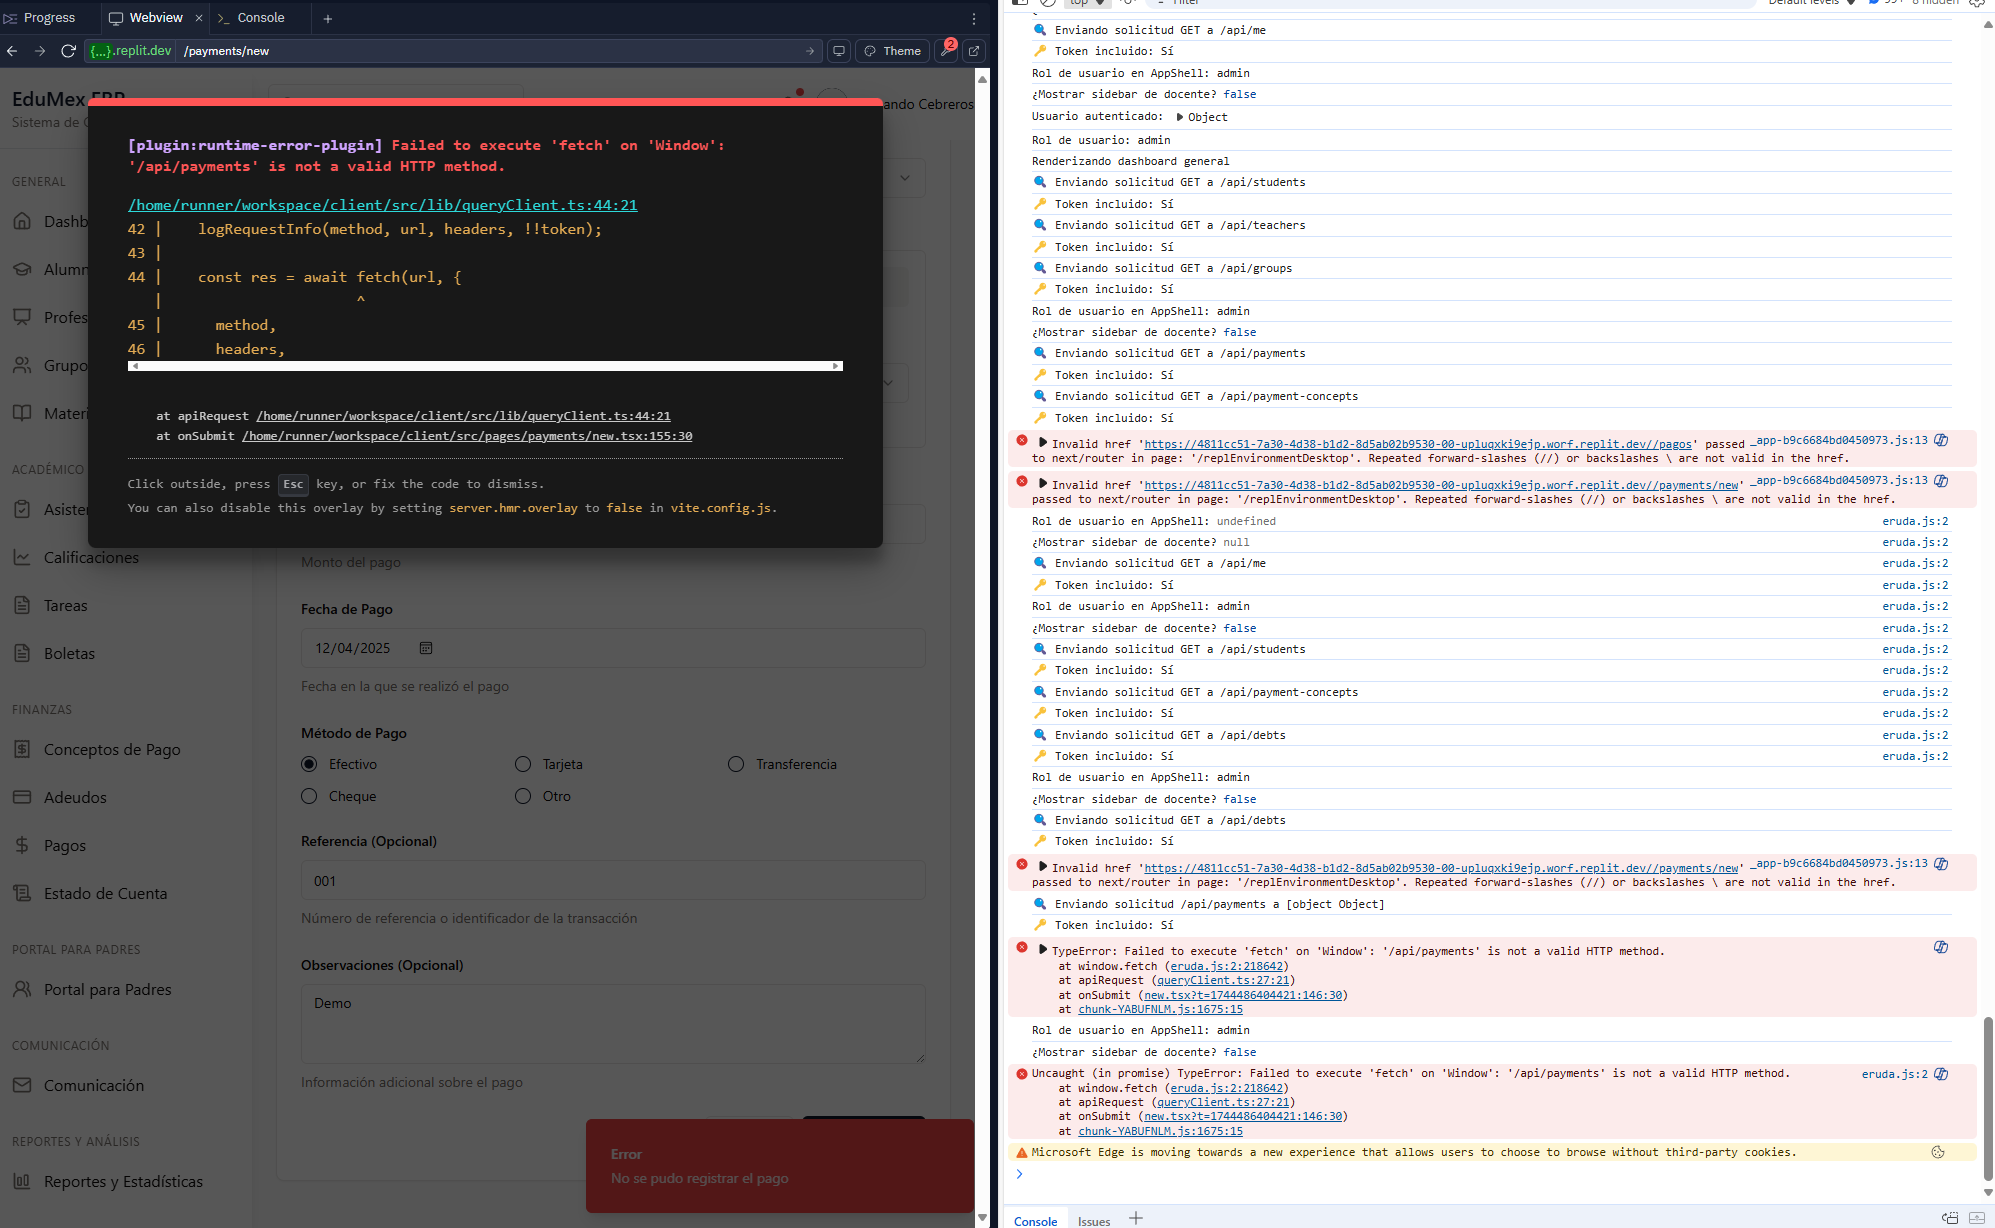 Progress
Webview
Console
{...}.replit.dev
/payments/new
Theme
2
EduMex ERP
Sistema de
ando Cebreros
GENERAL
Dashb
Alumn
Profes
Grupo
Materi
ACADÉMICO
Asiste
Calificaciones
Tareas
Boletas
FINANZAS
Conceptos de Pago
Adeudos
Pagos
Estado de Cuenta
PORTAL PARA PADRES
Portal para Padres
COMUNICACIÓN
Comunicación
REPORTES Y ANÁLISIS
Reportes y Estadísticas
[plugin:runtime-error-plugin] Failed to execute 'fetch' on 'Window':
'/api/payments' is not a valid HTTP method.
/home/runner/workspace/client/src/lib/queryClient.ts:44:21
42 | logRequestInfo(method, url, headers, !!token);
43 |
44 | const res = await fetch(url, {
| ^
45 | method,
46 | headers,
at apiRequest /home/runner/workspace/client/src/lib/queryClient.ts:44:21
at onSubmit /home/runner/workspace/client/src/pages/payments/new.tsx:155:30
Click outside, press Esc key, or fix the code to dismiss.
You can also disable this overlay by setting server.hmr.overlay to false in vite.config.js.
Monto del pago
Fecha de Pago
12/04/2025
Fecha en la que se realizó el pago
Método de Pago
Efectivo
Tarjeta
Transferencia
Cheque
Otro
Referencia (Opcional)
001
Número de referencia o identificador de la transacción
Observaciones (Opcional)
Demo
Información adicional sobre el pago
Error
No se pudo registrar el pago
top
Filter
Default levels
99+
8 hidden
🔍 Enviando solicitud GET a /api/me
🔑 Token incluido: Sí
Rol de usuario en AppShell: admin
¿Mostrar sidebar de docente? false
Usuario autenticado: ▶ Object
Rol de usuario: admin
Renderizando dashboard general
🔍 Enviando solicitud GET a /api/students
🔑 Token incluido: Sí
🔍 Enviando solicitud GET a /api/teachers
🔑 Token incluido: Sí
🔍 Enviando solicitud GET a /api/groups
🔑 Token incluido: Sí
Rol de usuario en AppShell: admin
¿Mostrar sidebar de docente? false
🔍 Enviando solicitud GET a /api/payments
🔑 Token incluido: Sí
🔍 Enviando solicitud GET a /api/payment-concepts
🔑 Token incluido: Sí
▶ Invalid href 'https://4811cc51-7a30-4d38-b1d2-8d5ab02b9530-00-upluqxki9ejp.worf.replit.dev//pagos' passed _app-b9c6684bd0450973.js:13
to next/router in page: '/replEnvironmentDesktop'. Repeated forward-slashes (//) or backslashes \ are not valid in the href.
▶ Invalid href 'https://4811cc51-7a30-4d38-b1d2-8d5ab02b9530-00-upluqxki9ejp.worf.replit.dev//payments/new' _app-b9c6684bd0450973.js:13
passed to next/router in page: '/replEnvironmentDesktop'. Repeated forward-slashes (//) or backslashes \ are not valid in the href.
Rol de usuario en AppShell: undefined eruda.js:2
¿Mostrar sidebar de docente? null eruda.js:2
🔍 Enviando solicitud GET a /api/me eruda.js:2
🔑 Token incluido: Sí eruda.js:2
Rol de usuario en AppShell: admin eruda.js:2
¿Mostrar sidebar de docente? false eruda.js:2
🔍 Enviando solicitud GET a /api/students eruda.js:2
🔑 Token incluido: Sí eruda.js:2
🔍 Enviando solicitud GET a /api/payment-concepts eruda.js:2
🔑 Token incluido: Sí eruda.js:2
🔍 Enviando solicitud GET a /api/debts eruda.js:2
🔑 Token incluido: Sí eruda.js:2
Rol de usuario en AppShell: admin
¿Mostrar sidebar de docente? false
🔍 Enviando solicitud GET a /api/debts
🔑 Token incluido: Sí
▶ Invalid href 'https://4811cc51-7a30-4d38-b1d2-8d5ab02b9530-00-upluqxki9ejp.worf.replit.dev//payments/new' _app-b9c6684bd0450973.js:13
passed to next/router in page: '/replEnvironmentDesktop'. Repeated forward-slashes (//) or backslashes \ are not valid in the href.
🔍 Enviando solicitud /api/payments a [object Object]
🔑 Token incluido: Sí
▶ TypeError: Failed to execute 'fetch' on 'Window': '/api/payments' is not a valid HTTP method.
at window.fetch (eruda.js:2:218642)
at apiRequest (queryClient.ts:27:21)
at onSubmit (new.tsx?t=1744486404421:146:30)
at chunk-YABUFNLM.js:1675:15
Rol de usuario en AppShell: admin
¿Mostrar sidebar de docente? false
Uncaught (in promise) TypeError: Failed to execute 'fetch' on 'Window': '/api/payments' is not a valid HTTP method. eruda.js:2
at window.fetch (eruda.js:2:218642)
at apiRequest (queryClient.ts:27:21)
at onSubmit (new.tsx?t=1744486404421:146:30)
at chunk-YABUFNLM.js:1675:15
Microsoft Edge is moving towards a new experience that allows users to choose to browse without third-party cookies.
Console
Issues